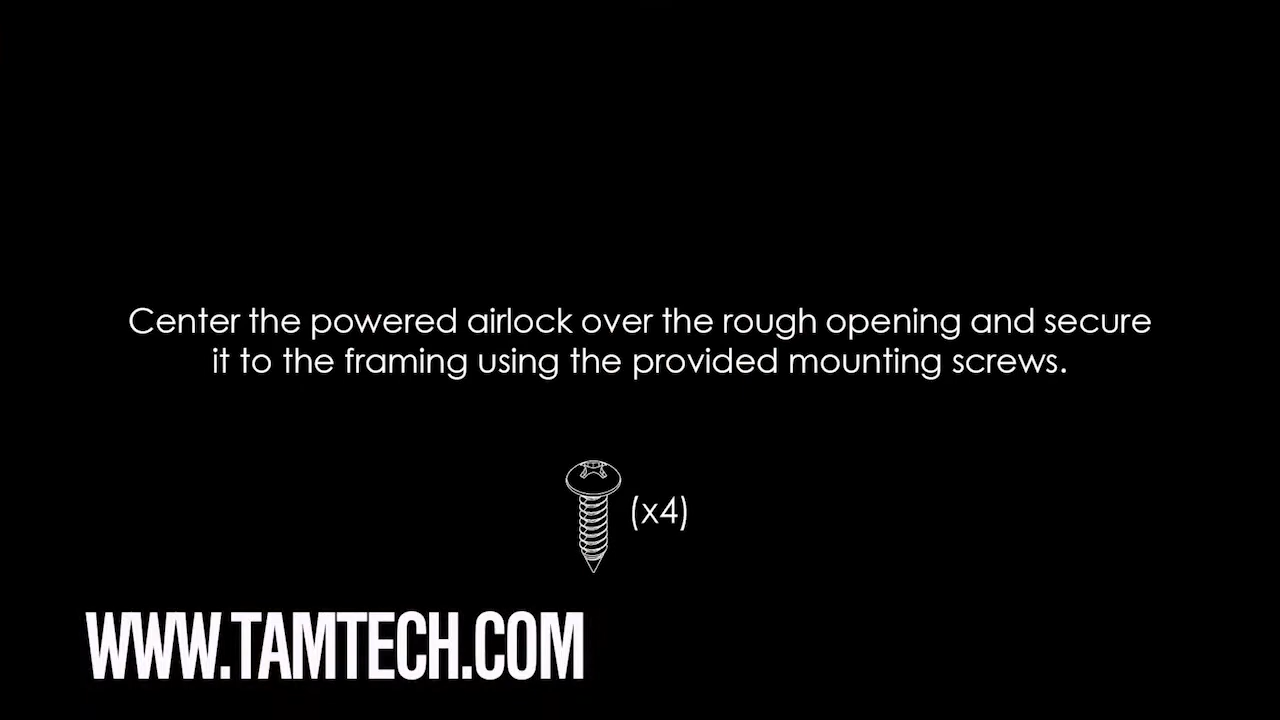 Center the powered airlock over the rough opening and secure
it to the framing using the provided mounting screws.
(x4)
WWW.TAMTECH.COM